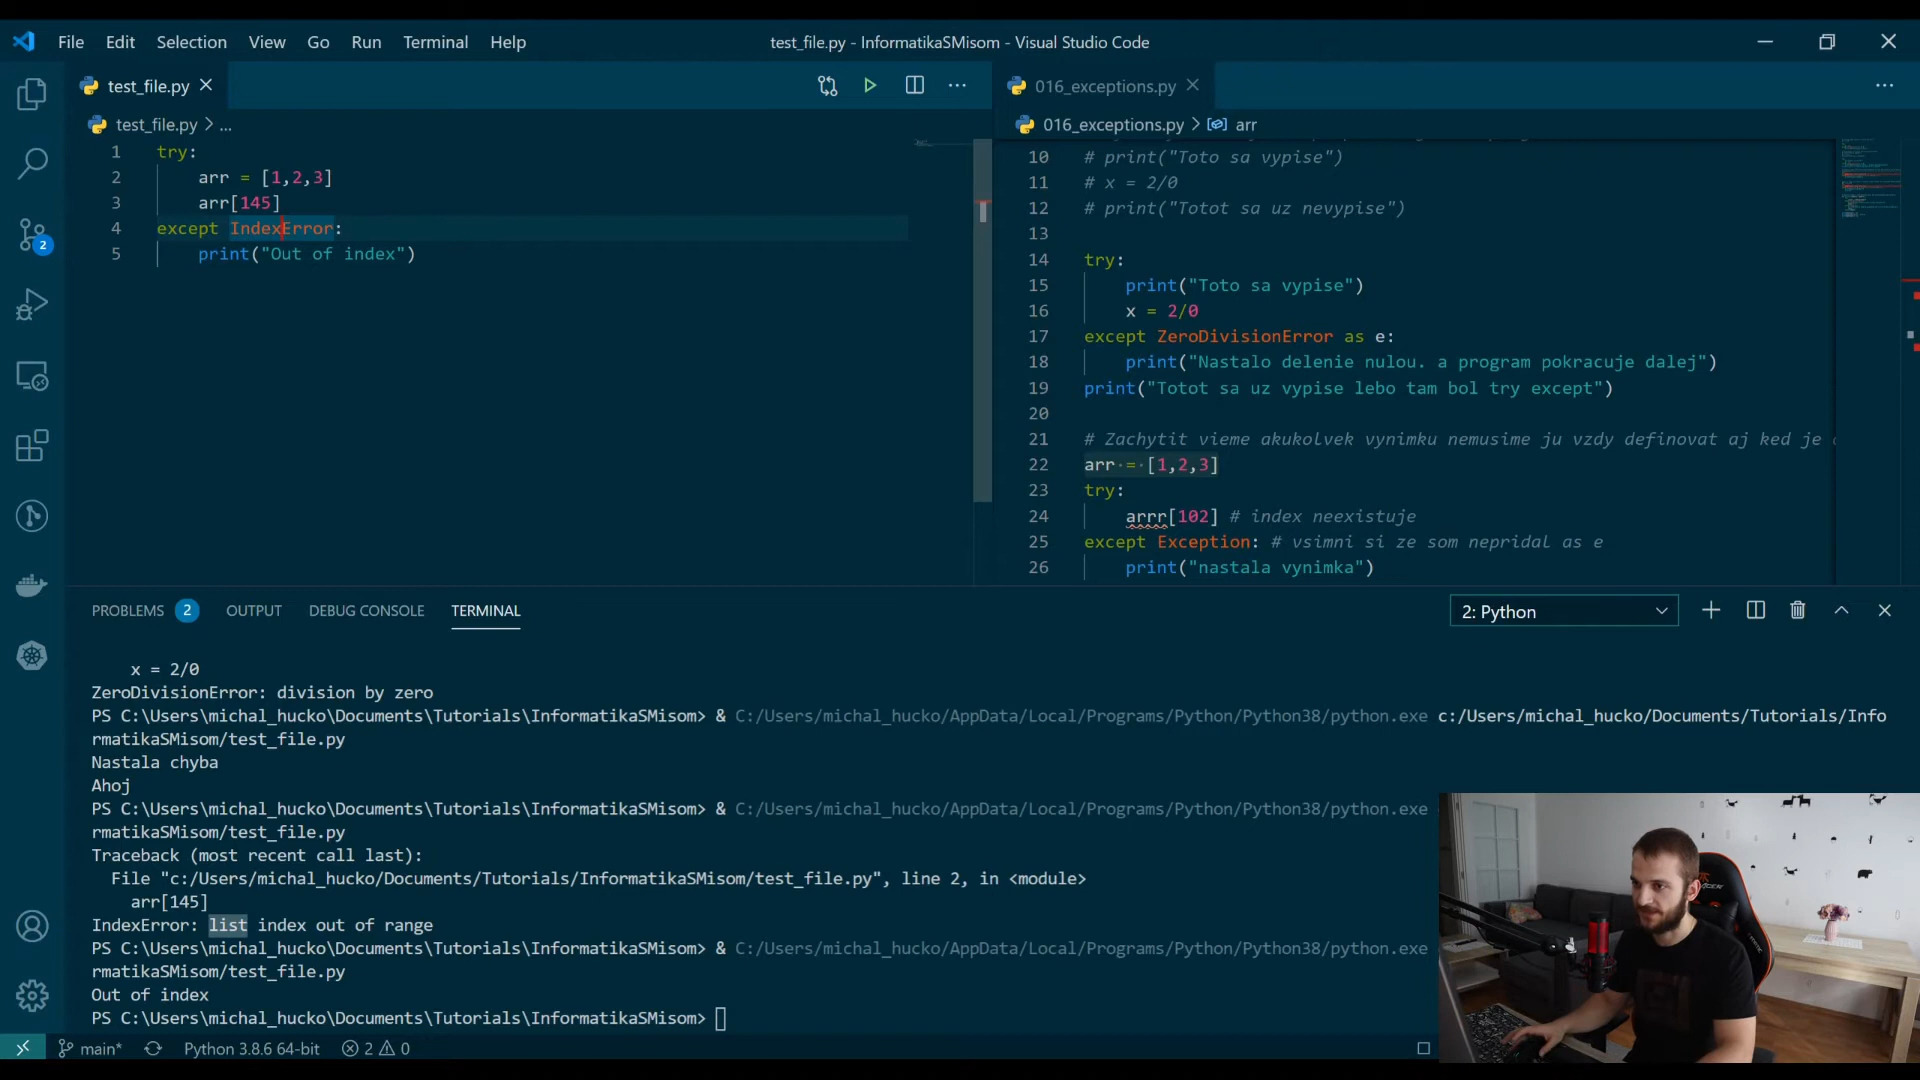 File Edit Selection View Go Run Terminal Help
test_file.py - InformatikaSMisom - Visual Studio Code
test_file.py
test_file.py > ...
1 try:
2 arr = [1,2,3]
3 arr[145]
4 except IndexError:
5 print("Out of index")
016_exceptions.py
016_exceptions.py > arr
10 # print("Toto sa vypise")
11 # x = 2/0
12 # print("Totot sa uz nevypise")
13
14 try:
15 print("Toto sa vypise")
16 x = 2/0
17 except ZeroDivisionError as e:
18 print("Nastalo delenie nulou. a program pokracuje dalej")
19 print("Totot sa uz vypise lebo tam bol try except")
20
21 # Zachytit vieme akukolvek vynimku nemusime ju vzdy definovat aj ked je
22 arr = [1,2,3]
23 try:
24 arrr[102] # index neexistuje
25 except Exception: # vsimni si ze som nepridal as e
26 print("nastala vynimka")
2
PROBLEMS 2 OUTPUT DEBUG CONSOLE TERMINAL
2: Python
x = 2/0
ZeroDivisionError: division by zero
PS C:\Users\michal_hucko\Documents\Tutorials\InformatikaSMisom> & C:/Users/michal_hucko/AppData/Local/Programs/Python/Python38/python.exe c:/Users/michal_hucko/Documents/Tutorials/Info
rmatikaSMisom/test_file.py
Nastala chyba
Ahoj
PS C:\Users\michal_hucko\Documents\Tutorials\InformatikaSMisom> & C:/Users/michal_hucko/AppData/Local/Programs/Python/Python38/python.exe
rmatikaSMisom/test_file.py
Traceback (most recent call last):
File "c:/Users/michal_hucko/Documents/Tutorials/InformatikaSMisom/test_file.py", line 2, in <module>
arr[145]
IndexError: list index out of range
PS C:\Users\michal_hucko\Documents\Tutorials\InformatikaSMisom> & C:/Users/michal_hucko/AppData/Local/Programs/Python/Python38/python.exe
rmatikaSMisom/test_file.py
Out of index
PS C:\Users\michal_hucko\Documents\Tutorials\InformatikaSMisom>
main* Python 3.8.6 64-bit 2 0